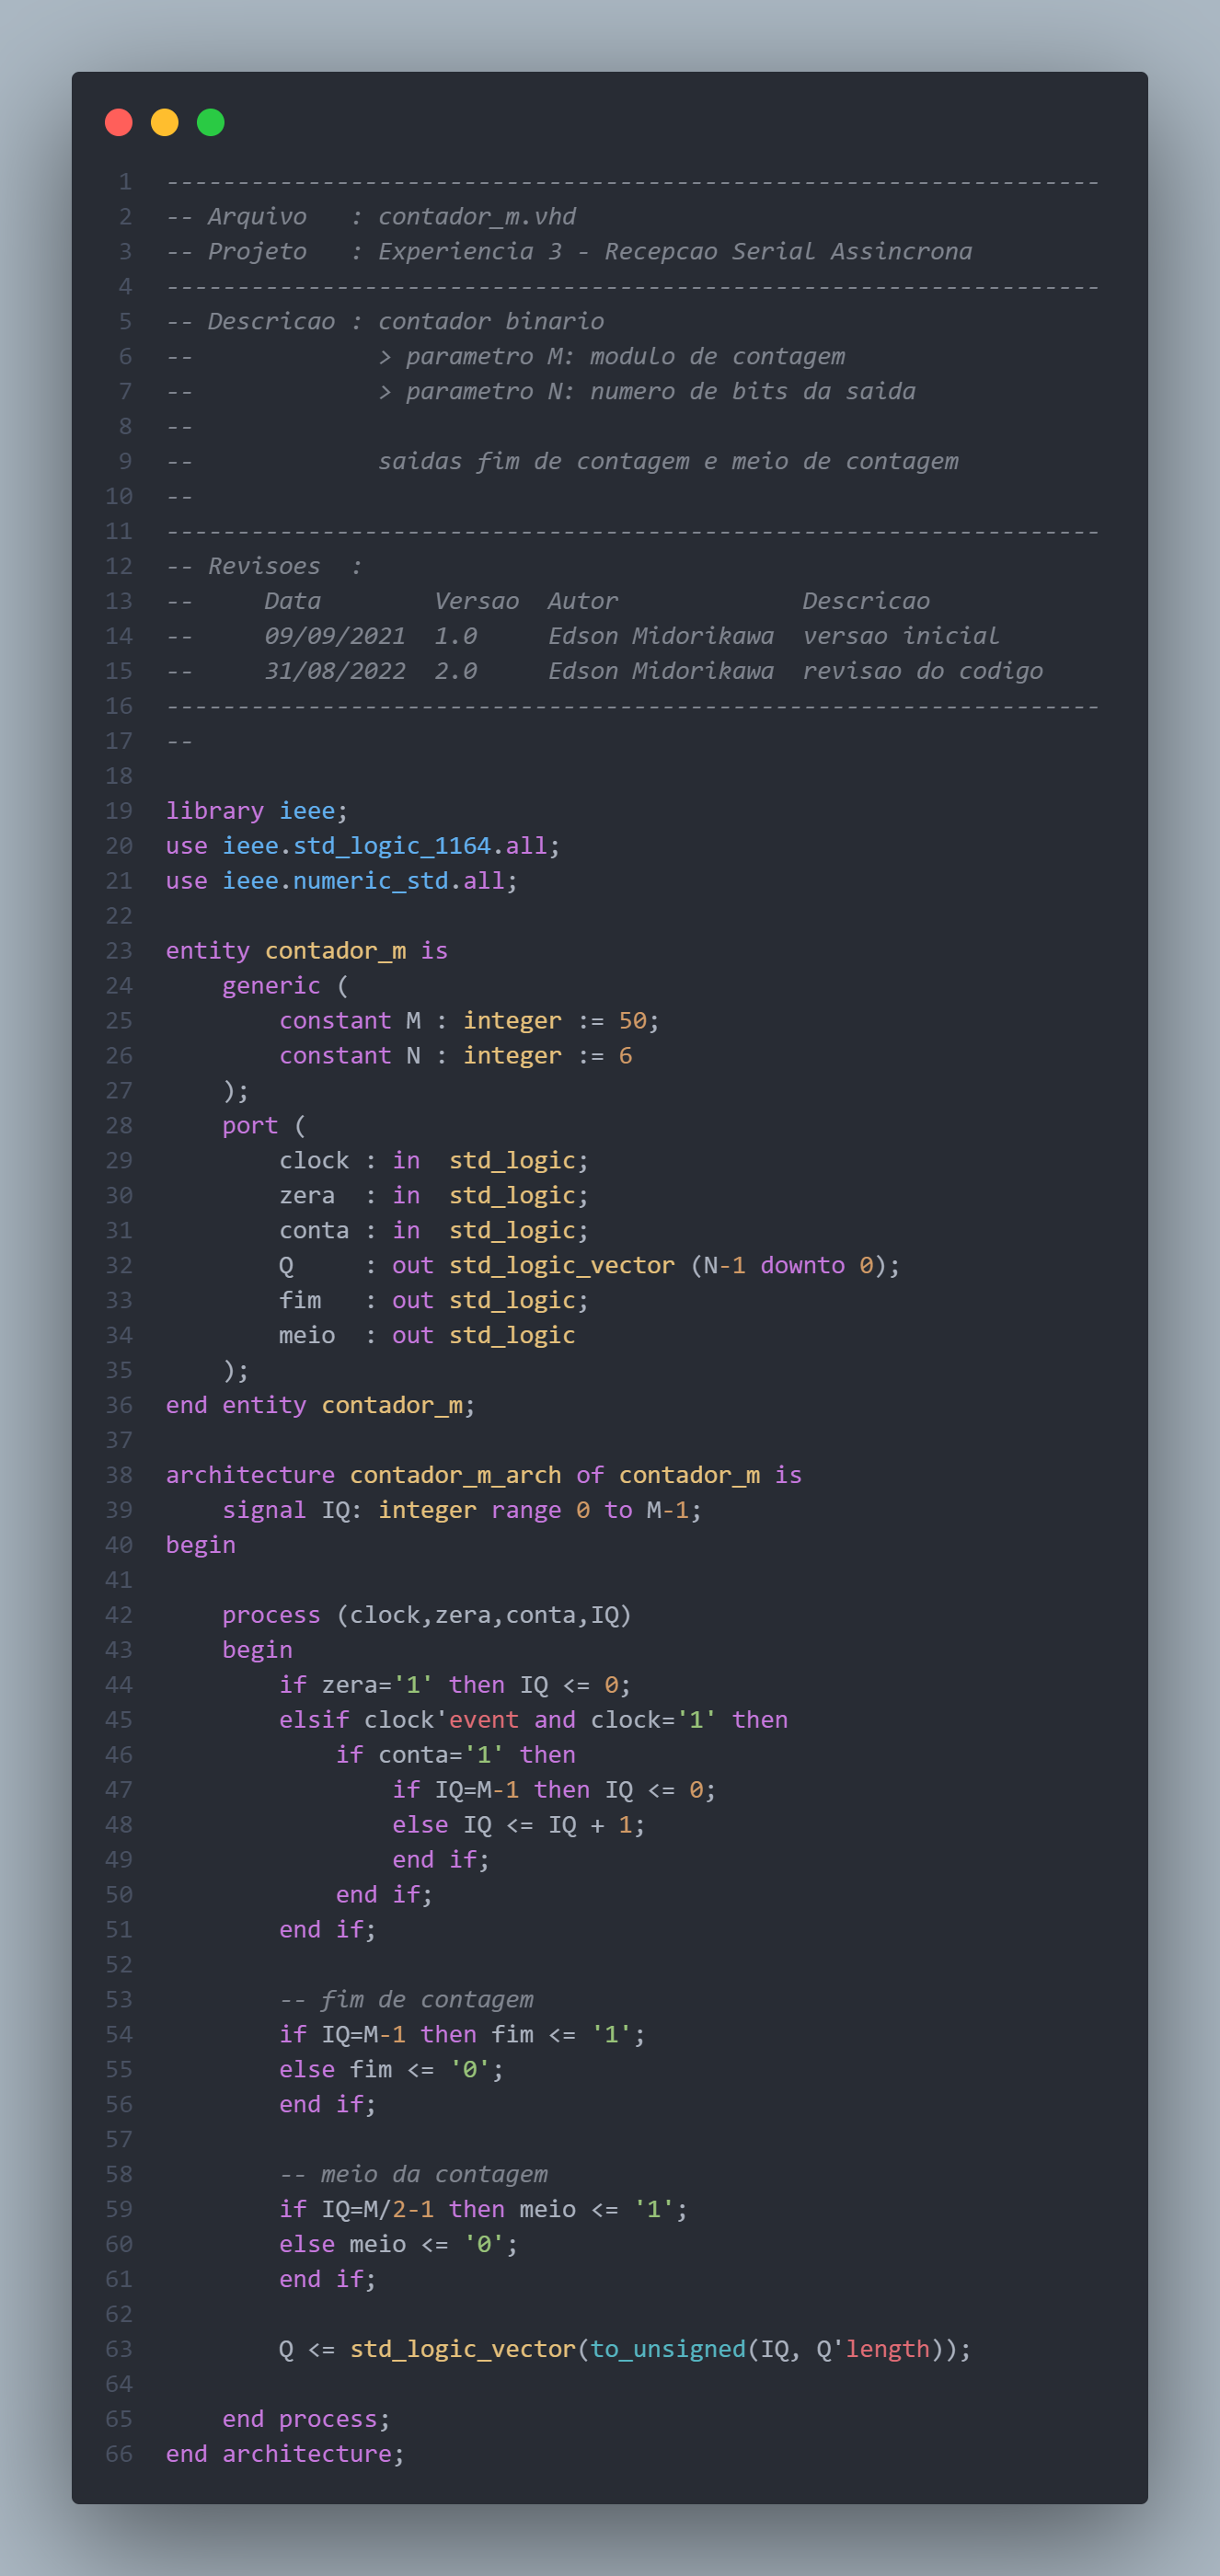 1 ------------------------------------------------------------------
2 -- Arquivo   : contador_m.vhd
3 -- Projeto   : Experiencia 3 - Recepcao Serial Assincrona
4 ------------------------------------------------------------------
5 -- Descricao : contador binario
6 --             > parametro M: modulo de contagem
7 --             > parametro N: numero de bits da saida
8 --
9 --             saidas fim de contagem e meio de contagem
10 --
11 ------------------------------------------------------------------
12 -- Revisoes  :
13 --     Data        Versao  Autor             Descricao
14 --     09/09/2021  1.0     Edson Midorikawa  versao inicial
15 --     31/08/2022  2.0     Edson Midorikawa  revisao do codigo
16 ------------------------------------------------------------------
17 --
18
19 library ieee;
20 use ieee.std_logic_1164.all;
21 use ieee.numeric_std.all;
22
23 entity contador_m is
24     generic (
25         constant M : integer := 50;
26         constant N : integer := 6
27     );
28     port (
29         clock : in  std_logic;
30         zera  : in  std_logic;
31         conta : in  std_logic;
32         Q     : out std_logic_vector (N-1 downto 0);
33         fim   : out std_logic;
34         meio  : out std_logic
35     );
36 end entity contador_m;
37
38 architecture contador_m_arch of contador_m is
39     signal IQ: integer range 0 to M-1;
40 begin
41
42     process (clock,zera,conta,IQ)
43     begin
44         if zera='1' then IQ <= 0;
45         elsif clock'event and clock='1' then
46             if conta='1' then
47                 if IQ=M-1 then IQ <= 0;
48                 else IQ <= IQ + 1;
49                 end if;
50             end if;
51         end if;
52
53         -- fim de contagem
54         if IQ=M-1 then fim <= '1';
55         else fim <= '0';
56         end if;
57
58         -- meio da contagem
59         if IQ=M/2-1 then meio <= '1';
60         else meio <= '0';
61         end if;
62
63         Q <= std_logic_vector(to_unsigned(IQ, Q'length));
64
65     end process;
66 end architecture;